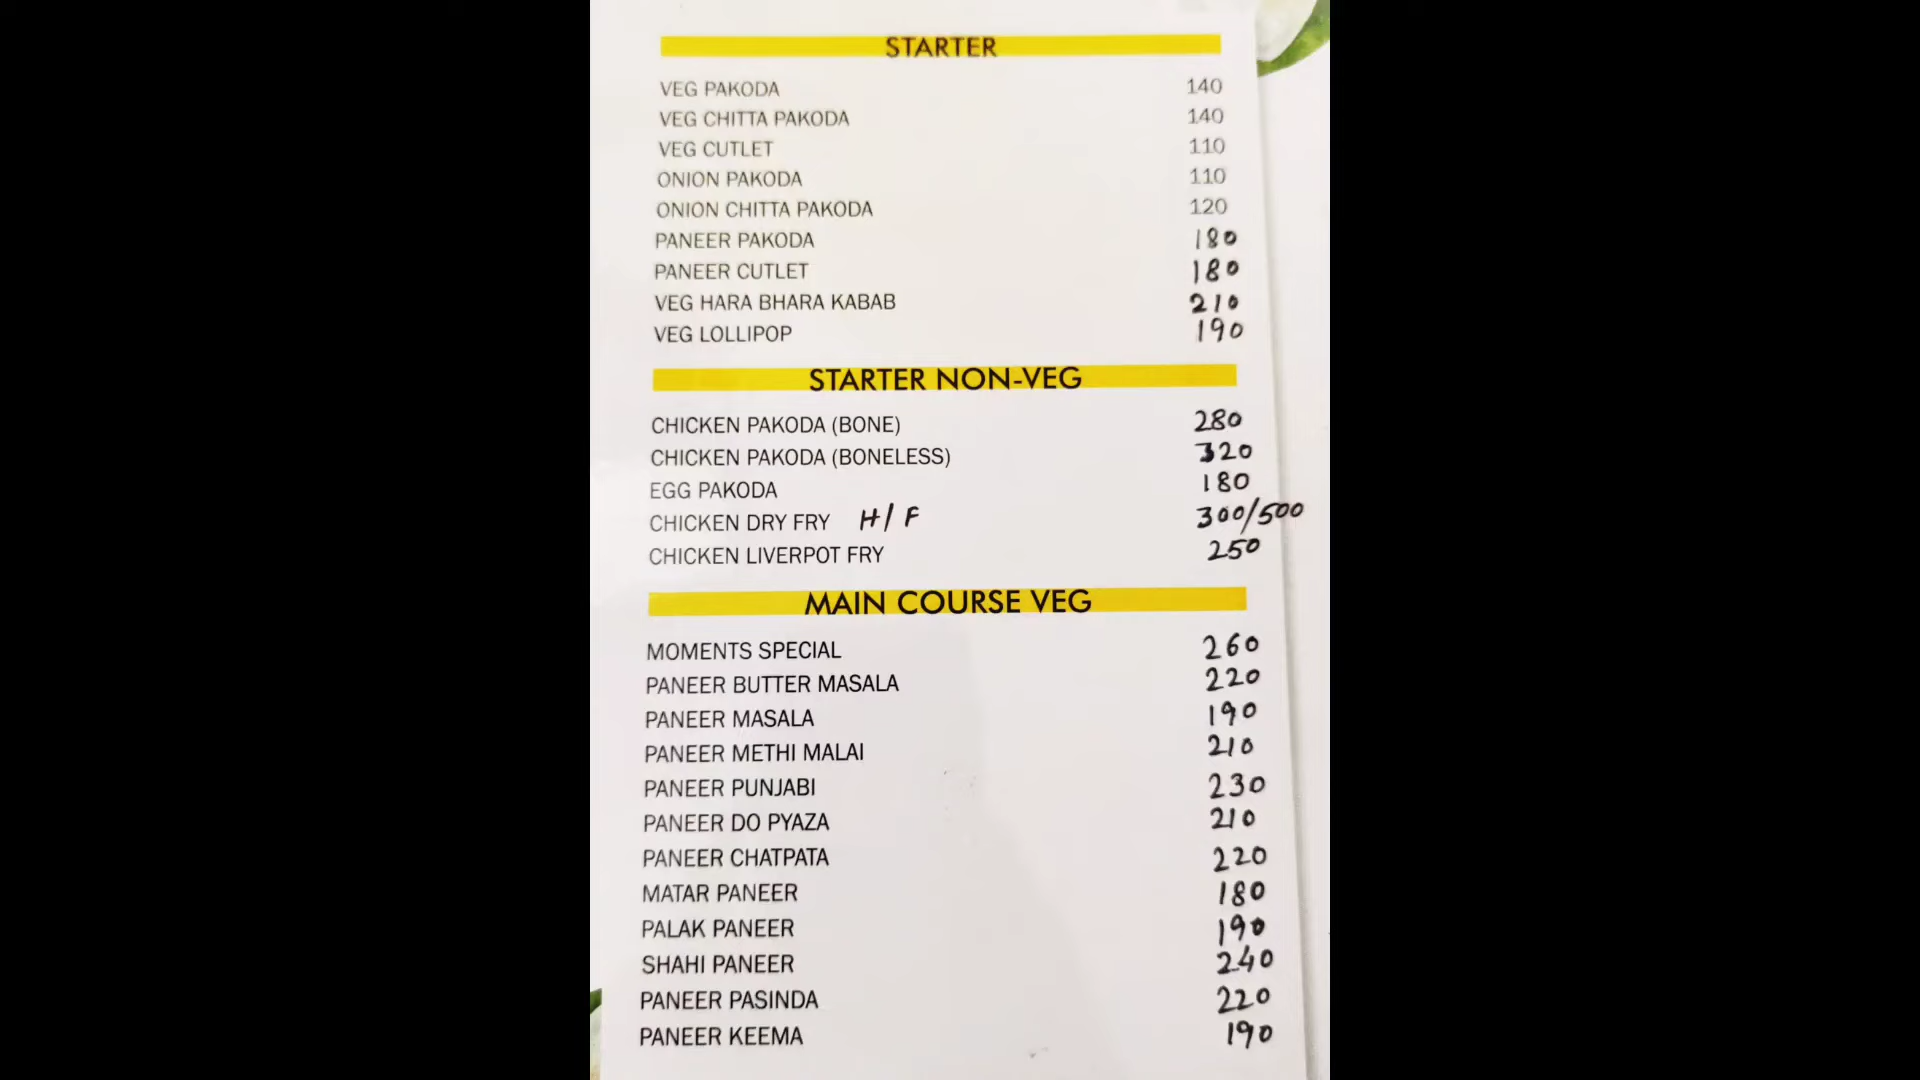 STARTER
VEG PAKODA 140
VEG CHITTA PAKODA 140
VEG CUTLET 110
ONION PAKODA 110
ONION CHITTA PAKODA 120
PANEER PAKODA 180
PANEER CUTLET 180
VEG HARA BHARA KABAB 210
VEG LOLLIPOP 190
STARTER NON-VEG
CHICKEN PAKODA (BONE) 280
CHICKEN PAKODA (BONELESS) 320
EGG PAKODA 180
CHICKEN DRY FRY H/F 300/500
CHICKEN LIVERPOT FRY 250
MAIN COURSE VEG
MOMENTS SPECIAL 260
PANEER BUTTER MASALA 220
PANEER MASALA 190
PANEER METHI MALAI 210
PANEER PUNJABI 230
PANEER DO PYAZA 210
PANEER CHATPATA 220
MATAR PANEER 180
PALAK PANEER 190
SHAHI PANEER 240
PANEER PASINDA 220
PANEER KEEMA 190